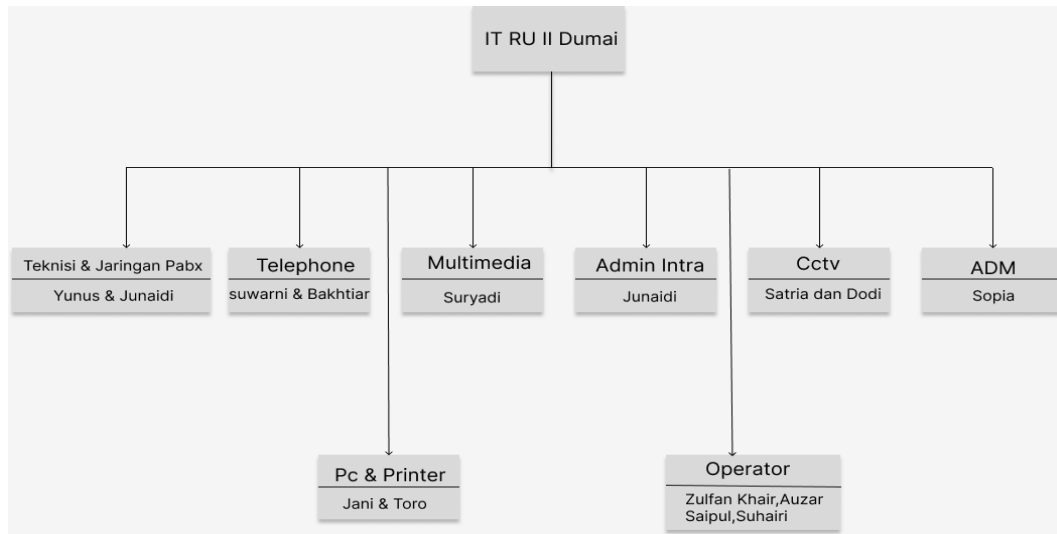 IT RU II Dumai
Teknisi & Jaringan Pabx
Yunus & Junaidi
Telephone
suwarni & Bakhtiar
Multimedia
Suryadi
Admin Intra
Junaidi
Cctv
Satria dan Dodi
ADM
Sopia
Pc & Printer
Jani & Toro
Operator
Zulfan Khair,Auzar
Saipul,Suhairi